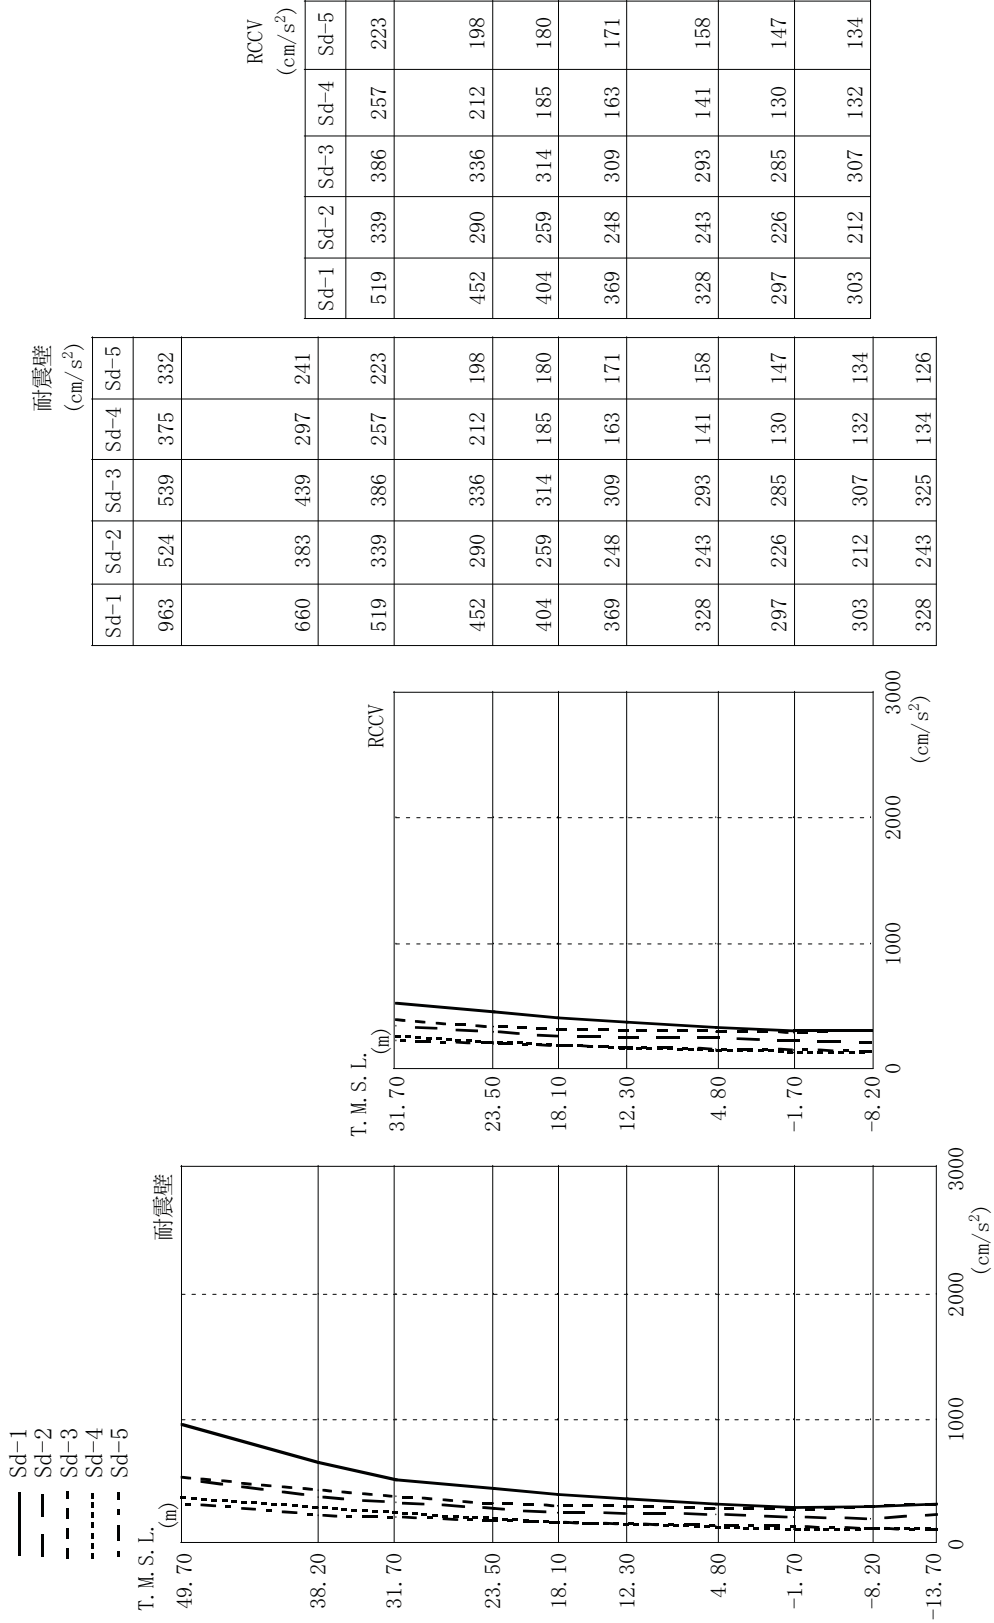 Sd-1
Sd-2
Sd-3
Sd-4
Sd-5
T.M.S.L.
(m)
耐震壁
49.70
38.20
31.70
23.50
18.10
12.30
4.80
-1.70
-8.20
-13.70
0 1000 2000 3000
(cm/s²)
T.M.S.L.
(m)
RCCV
31.70
23.50
18.10
12.30
4.80
-1.70
-8.20
0 1000 2000 3000
(cm/s²)
耐震壁
(cm/s²)
Sd-1 Sd-2 Sd-3 Sd-4 Sd-5
963 524 539 375 332
660 383 439 297 241
519 339 386 257 223
452 290 336 212 198
404 259 314 185 180
369 248 309 163 171
328 243 293 141 158
297 226 285 130 147
303 212 307 132 134
328 243 325 134 126
RCCV
(cm/s²)
Sd-1 Sd-2 Sd-3 Sd-4 Sd-5
519 339 386 257 223
452 290 336 212 198
404 259 314 185 180
369 248 309 163 171
328 243 293 141 158
297 226 285 130 147
303 212 307 132 134